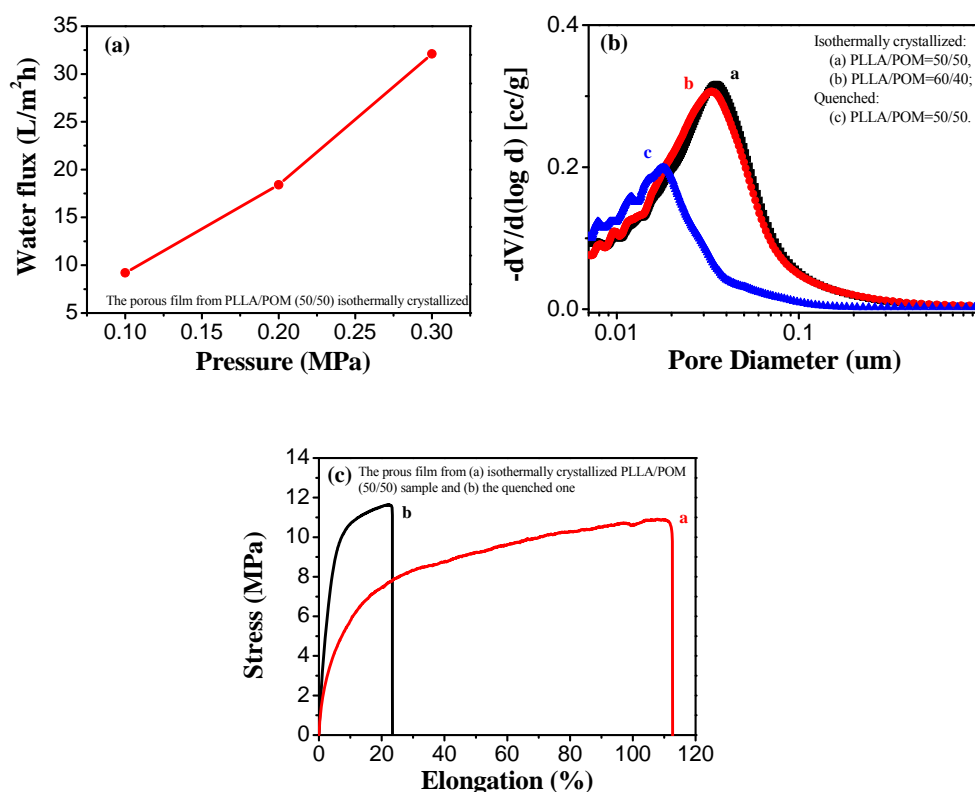 (a)
35
30
25
20
15
10
5
0.10 0.15 0.20 0.25 0.30
Water flux (L/m²h)
Pressure (MPa)
The porous film from PLLA/POM (50/50) isothermally crystallized
(b)
Isothermally crystallized:
(a) PLLA/POM=50/50,
(b) PLLA/POM=60/40;
Quenched:
(c) PLLA/POM=50/50.
a
b
c
0.4
0.2
0.0
0.01 0.1
-dV/d(log d) [cc/g]
Pore Diameter (um)
(c)
The prous film from (a) isothermally crystallized PLLA/POM
(50/50) sample and (b) the quenched one
b
a
14
12
10
8
6
4
2
0
0 20 40 60 80 100 120
Stress (MPa)
Elongation (%)